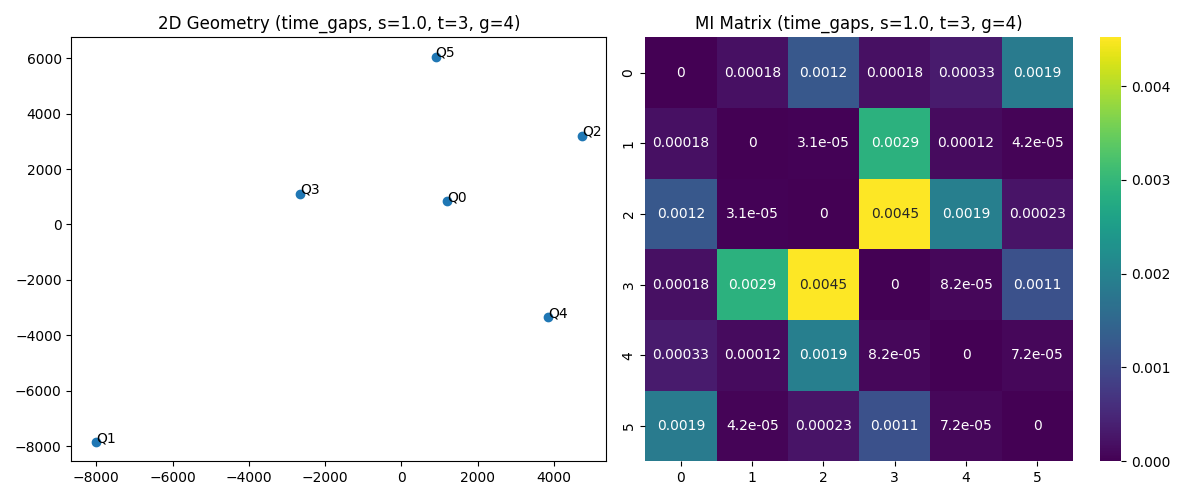 2D Geometry (time_gaps, s=1.0, t=3, g=4)
6000
4000
2000
0
−2000
−4000
−6000
−8000
Q5
Q2
Q3
Q0
Q4
Q1
−8000 −6000 −4000 −2000 0 2000 4000
MI Matrix (time_gaps, s=1.0, t=3, g=4)
0 0 0.00018 0.0012 0.00018 0.00033 0.0019
1 0.00018 0 3.1e-05 0.0029 0.00012 4.2e-05
2 0.0012 3.1e-05 0 0.0045 0.0019 0.00023
3 0.00018 0.0029 0.0045 0 8.2e-05 0.0011
4 0.00033 0.00012 0.0019 8.2e-05 0 7.2e-05
5 0.0019 4.2e-05 0.00023 0.0011 7.2e-05 0
0 1 2 3 4 5
0.004
0.003
0.002
0.001
0.000